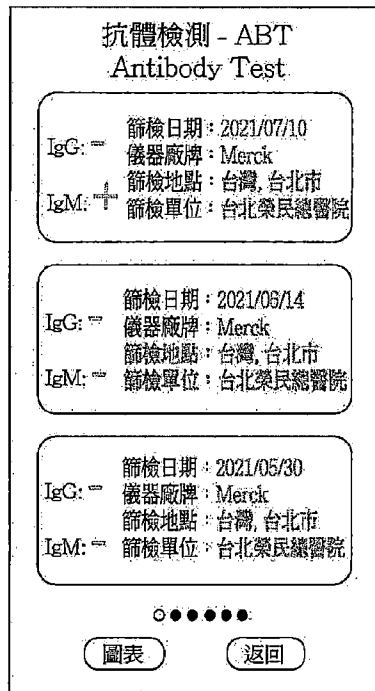 抗體檢測 - ABT
Antibody Test
篩檢日期：2021/07/10
IgG: −
儀器廠牌：Merck
篩檢地點：台灣, 台北市
IgM: +
篩檢單位：台北榮民總醫院
篩檢日期：2021/06/14
IgG: −
儀器廠牌：Merck
篩檢地點：台灣, 台北市
IgM: −
篩檢單位：台北榮民總醫院
篩檢日期：2021/05/30
IgG: −
儀器廠牌：Merck
篩檢地點：台灣, 台北市
IgM: −
篩檢單位：台北榮民總醫院
圖表
返回